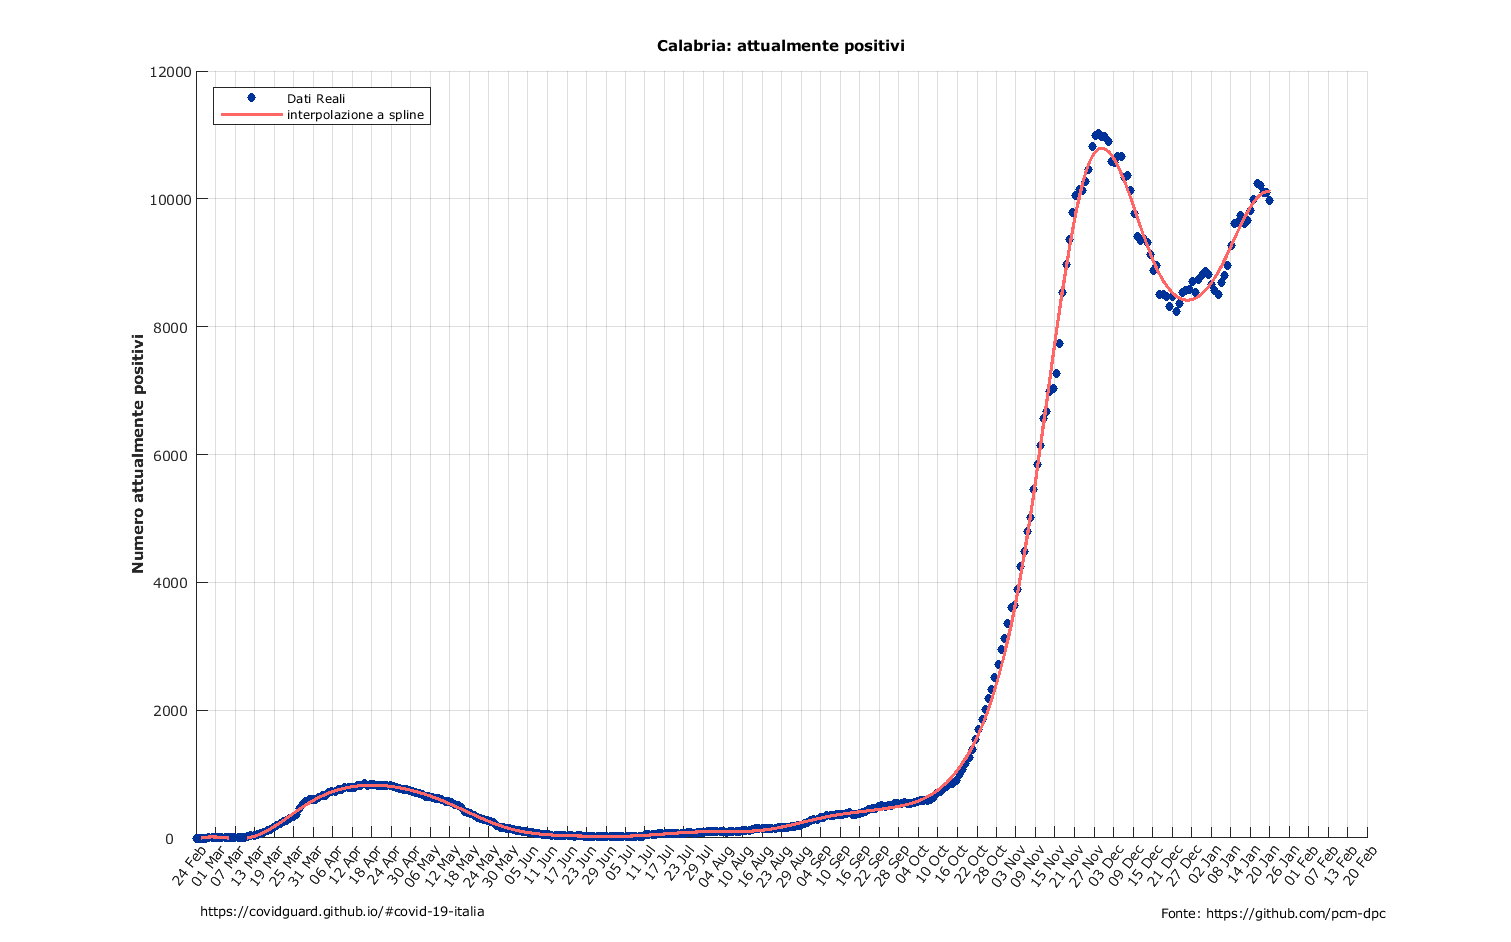 Calabria: attualmente positivi
Dati Reali
interpolazione a spline
Numero attualmente positivi
12000
10000
8000
6000
4000
2000
0
24 Feb
01 Mar
07 Mar
13 Mar
19 Mar
25 Mar
31 Mar
06 Apr
12 Apr
18 Apr
24 Apr
30 Apr
06 May
12 May
18 May
24 May
30 May
05 Jun
11 Jun
17 Jun
23 Jun
29 Jun
05 Jul
11 Jul
17 Jul
23 Jul
29 Jul
04 Aug
10 Aug
16 Aug
23 Aug
29 Aug
04 Sep
10 Sep
16 Sep
22 Sep
28 Sep
04 Oct
10 Oct
16 Oct
22 Oct
28 Oct
03 Nov
09 Nov
15 Nov
21 Nov
27 Nov
03 Dec
09 Dec
15 Dec
21 Dec
27 Dec
02 Jan
08 Jan
14 Jan
20 Jan
26 Jan
01 Feb
07 Feb
13 Feb
20 Feb
https://covidguard.github.io/#covid-19-italia
Fonte: https://github.com/pcm-dpc